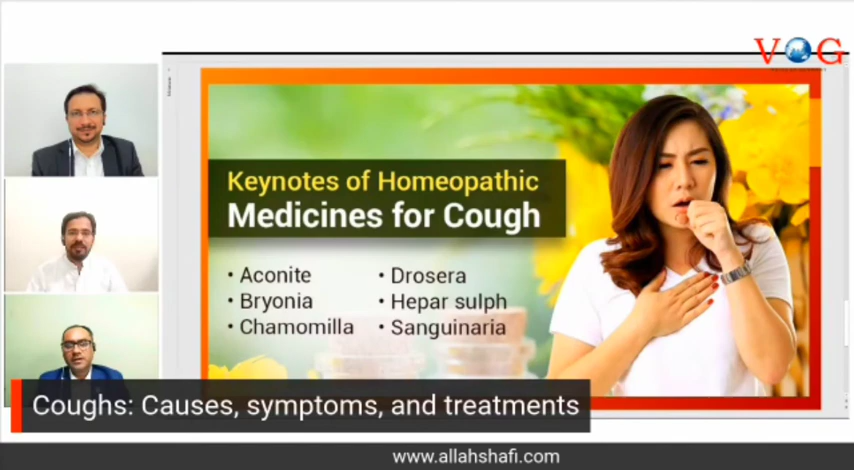 VOG
Keynotes of Homeopathic
Medicines for Cough
• Aconite
• Bryonia
• Chamomilla
• Drosera
• Hepar sulph
• Sanguinaria
Coughs: Causes, symptoms, and treatments
www.allahshafi.com